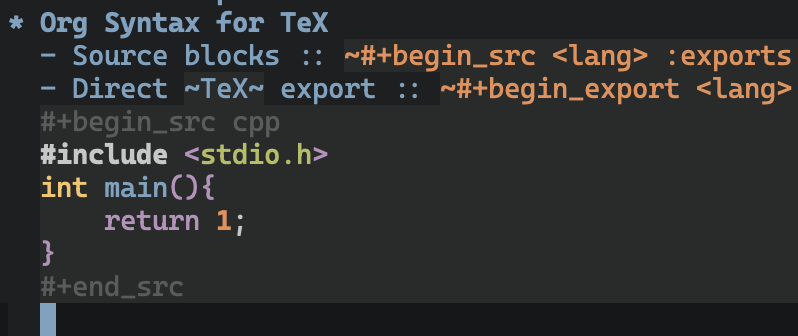 * Org Syntax for TeX
- Source blocks :: ~#+begin_src <lang> :exports
- Direct ~TeX~ export :: ~#+begin_export <lang>
#+begin_src cpp
#include <stdio.h>
int main(){
    return 1;
}
#+end_src